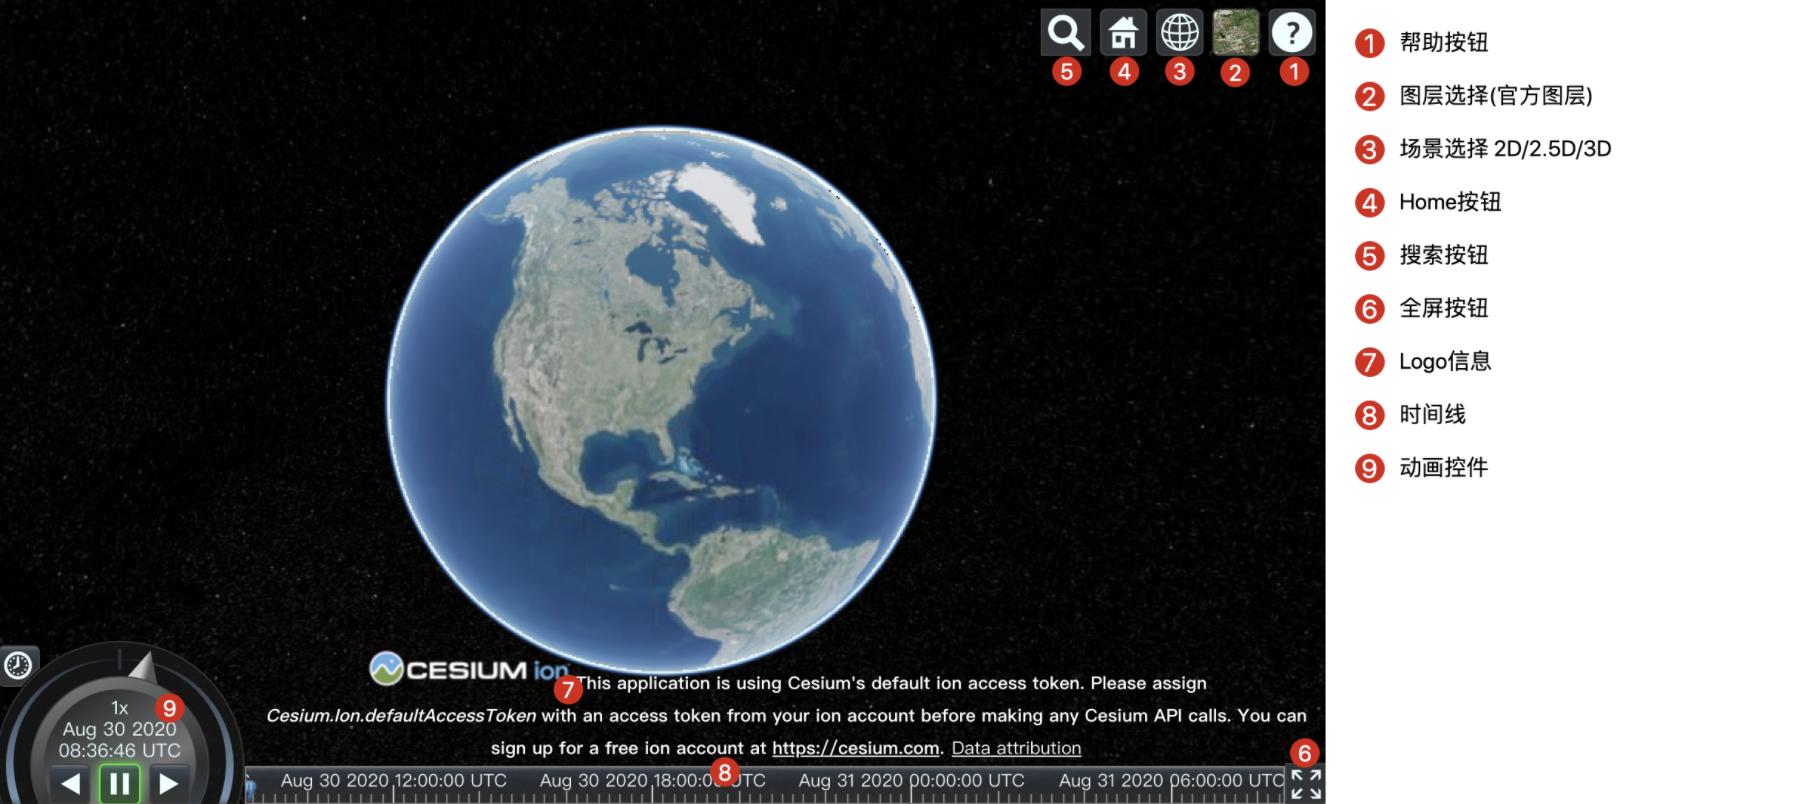 ?
5 4 3 2 1
1 帮助按钮
2 图层选择(官方图层)
3 场景选择 2D/2.5D/3D
4 Home按钮
5 搜索按钮
6 全屏按钮
7 Logo信息
8 时间线
9 动画控件
CESIUM ion
7 This application is using Cesium's default ion access token. Please assign
Cesium.Ion.defaultAccessToken with an access token from your ion account before making any Cesium API calls. You can
sign up for a free ion account at https://cesium.com. Data attribution
1x 9
Aug 30 2020
08:36:46 UTC
6
Aug 30 2020 12:00:00 UTC Aug 30 2020 18:00:0 8 TC Aug 31 2020 00:00:00 UTC Aug 31 2020 06:00:00 UTC